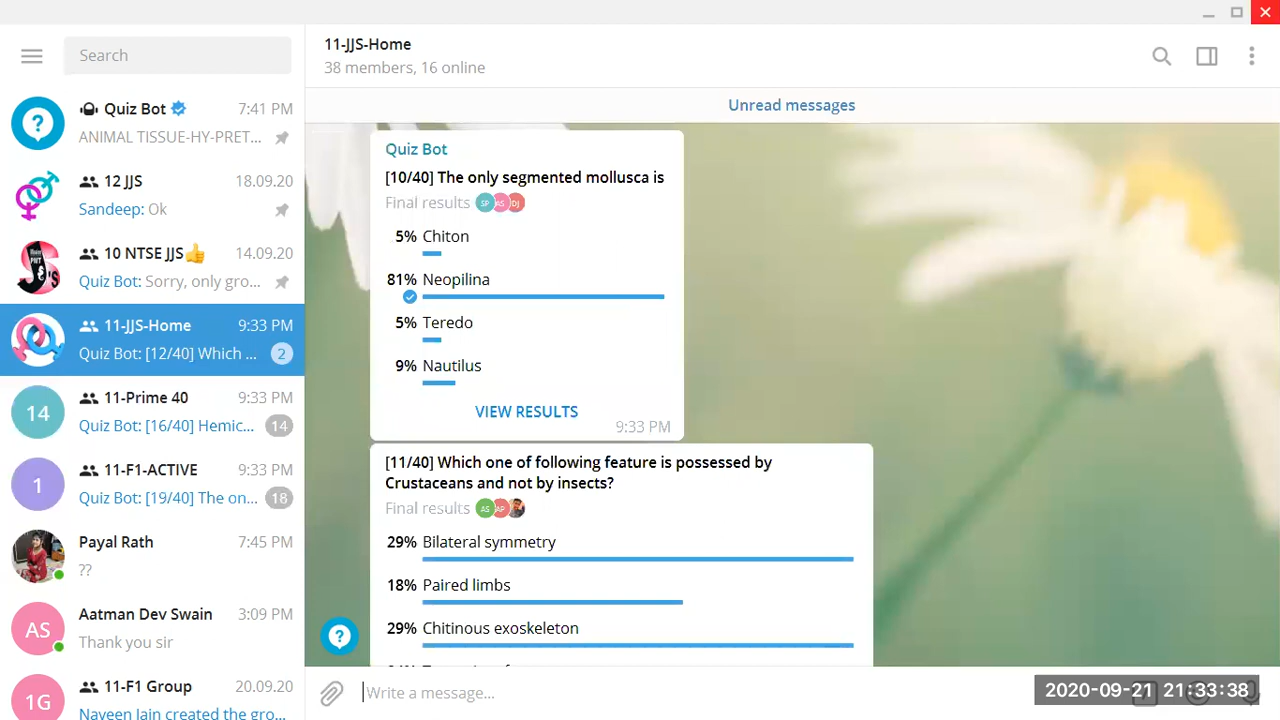 Search
Quiz Bot 7:41 PM
ANIMAL TISSUE-HY-PRET...
12 JJS 18.09.20
Sandeep: Ok
10 NTSE JJS👍 14.09.20
Quiz Bot: Sorry, only gro...
11-JJS-Home 9:33 PM
Quiz Bot: [12/40] Which ... 2
14
11-Prime 40 9:33 PM
Quiz Bot: [16/40] Hemic... 14
1
11-F1-ACTIVE 9:33 PM
Quiz Bot: [19/40] The on... 18
Payal Rath 7:45 PM
??
AS
Aatman Dev Swain 3:09 PM
Thank you sir
1G
11-F1 Group 20.09.20
Naveen Jain created the gro...
11-JJS-Home
38 members, 16 online
Unread messages
Quiz Bot
[10/40] The only segmented mollusca is
Final results SP AS DJ
5% Chiton
81% Neopilina
5% Teredo
9% Nautilus
VIEW RESULTS
9:33 PM
[11/40] Which one of following feature is possessed by
Crustaceans and not by insects?
Final results AS AP
29% Bilateral symmetry
18% Paired limbs
29% Chitinous exoskeleton
Write a message...
2020-09-21 21:33:38